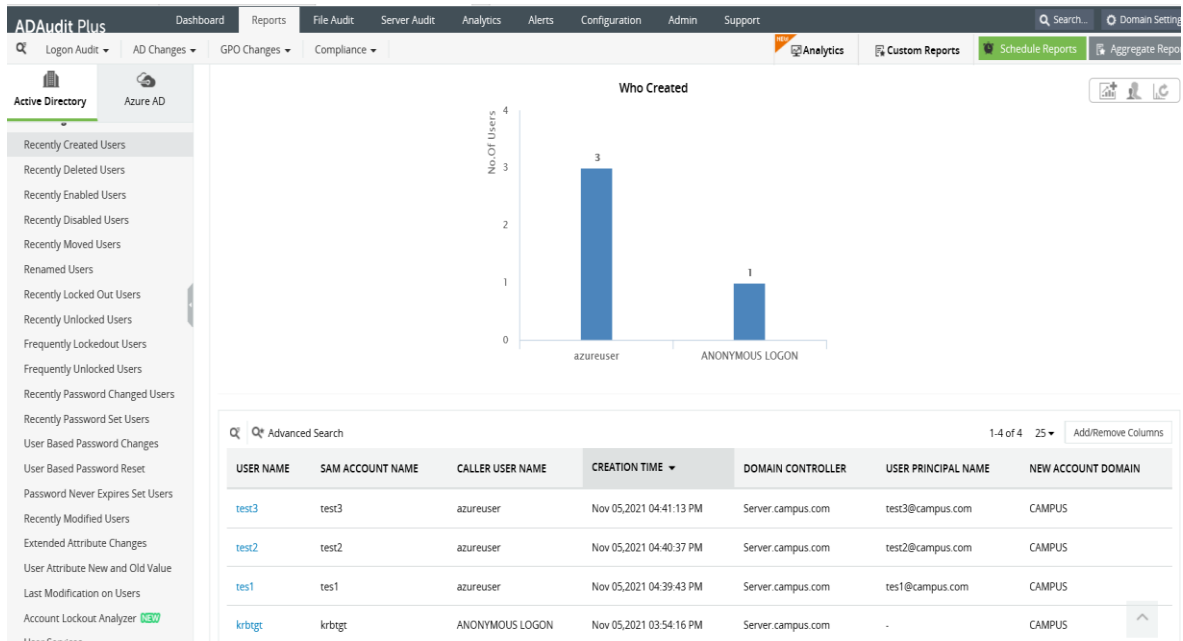 ADAudit Plus
Dashboard Reports File Audit Server Audit Analytics Alerts Configuration Admin Support Search... Domain Setting
Logon Audit AD Changes GPO Changes Compliance NEW Analytics Custom Reports Schedule Reports Aggregate Repo
Active Directory Azure AD
Recently Created Users
Recently Deleted Users
Recently Enabled Users
Recently Disabled Users
Recently Moved Users
Renamed Users
Recently Locked Out Users
Recently Unlocked Users
Frequently Lockedout Users
Frequently Unlocked Users
Recently Password Changed Users
Recently Password Set Users
User Based Password Changes
User Based Password Reset
Password Never Expires Set Users
Recently Modified Users
Extended Attribute Changes
User Attribute New and Old Value
Last Modification on Users
Account Lockout Analyzer NEW
Who Created
No.Of Users
4
3
2
1
0
3
1
azureuser ANONYMOUS LOGON
Advanced Search 1-4 of 4 25 Add/Remove Columns
USER NAME SAM ACCOUNT NAME CALLER USER NAME CREATION TIME DOMAIN CONTROLLER USER PRINCIPAL NAME NEW ACCOUNT DOMAIN
test3 test3 azureuser Nov 05,2021 04:41:13 PM Server.campus.com test3@campus.com CAMPUS
test2 test2 azureuser Nov 05,2021 04:40:37 PM Server.campus.com test2@campus.com CAMPUS
tes1 tes1 azureuser Nov 05,2021 04:39:43 PM Server.campus.com tes1@campus.com CAMPUS
krbtgt krbtgt ANONYMOUS LOGON Nov 05,2021 03:54:16 PM Server.campus.com - CAMPUS